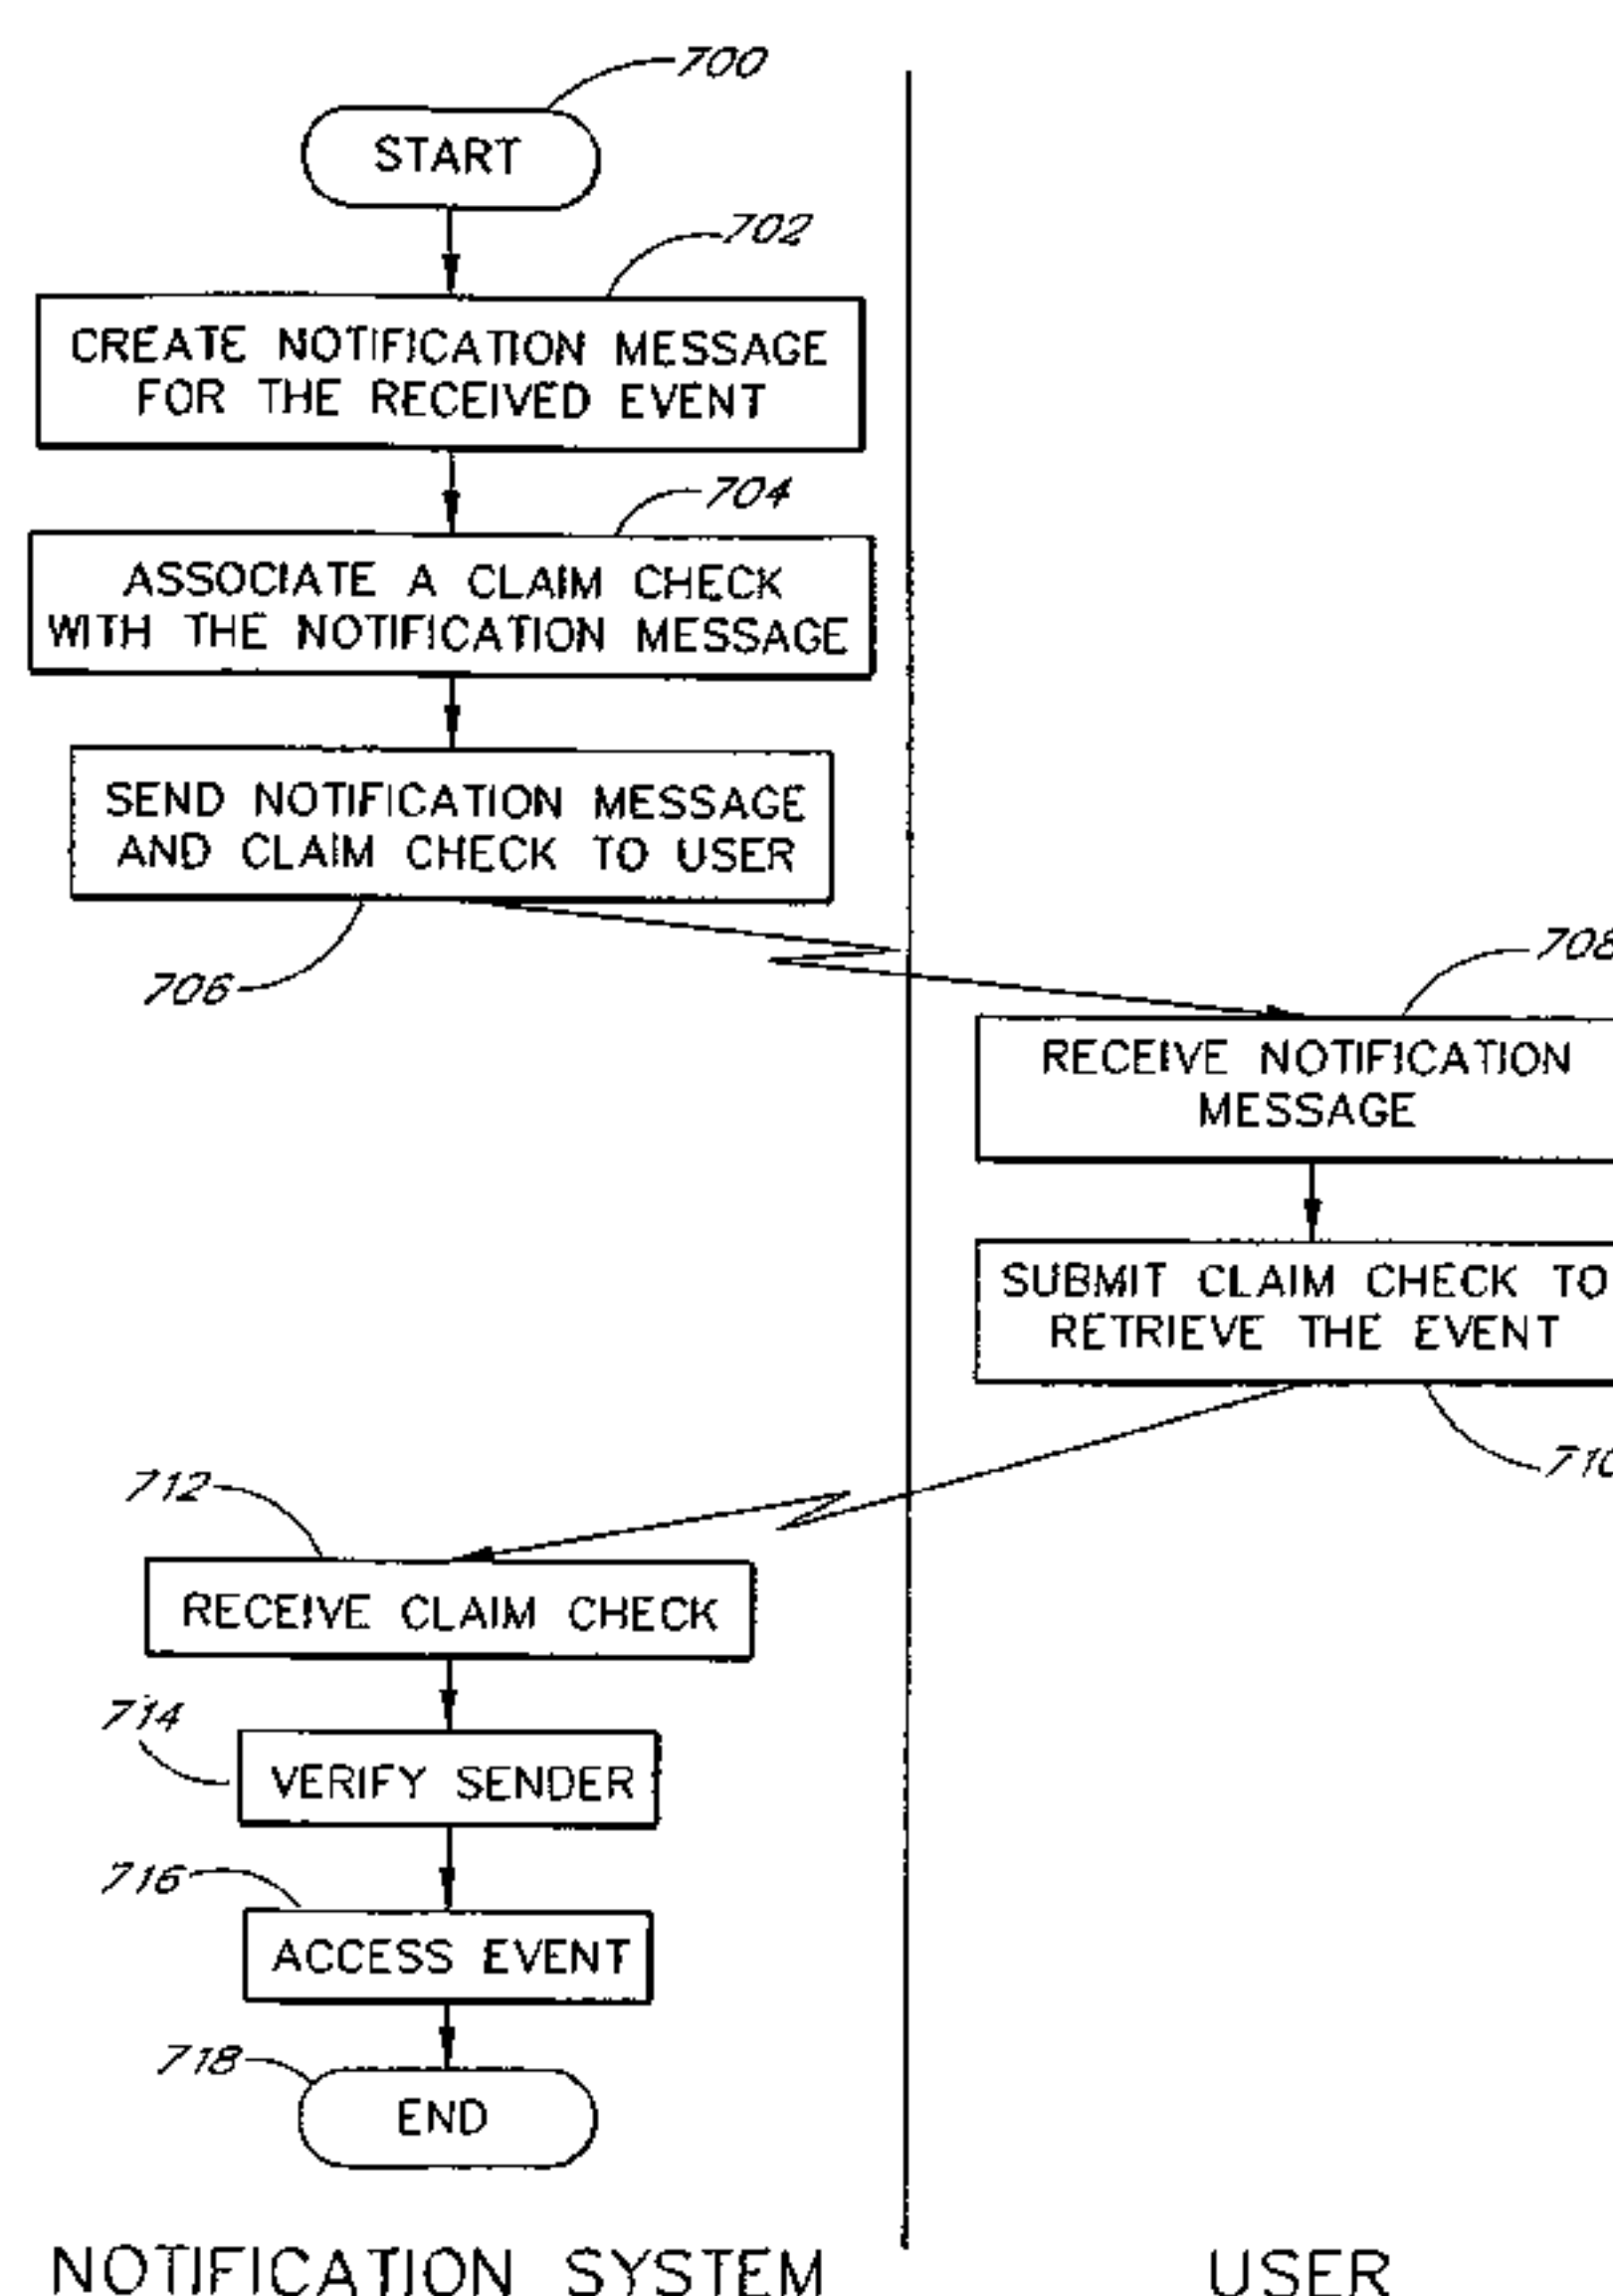 700
START
702
CREATE NOTIFICATION MESSAGE
FOR THE RECEIVED EVENT
704
ASSOCIATE A CLAIM CHECK
WITH THE NOTIFICATION MESSAGE
SEND NOTIFICATION MESSAGE
AND CLAIM CHECK TO USER
706
708
RECEIVE NOTIFICATION
MESSAGE
SUBMIT CLAIM CHECK TO
RETRIEVE THE EVENT
710
712
RECEIVE CLAIM CHECK
714
VERIFY SENDER
716
ACCESS EVENT
718
END
NOTIFICATION SYSTEM
USER